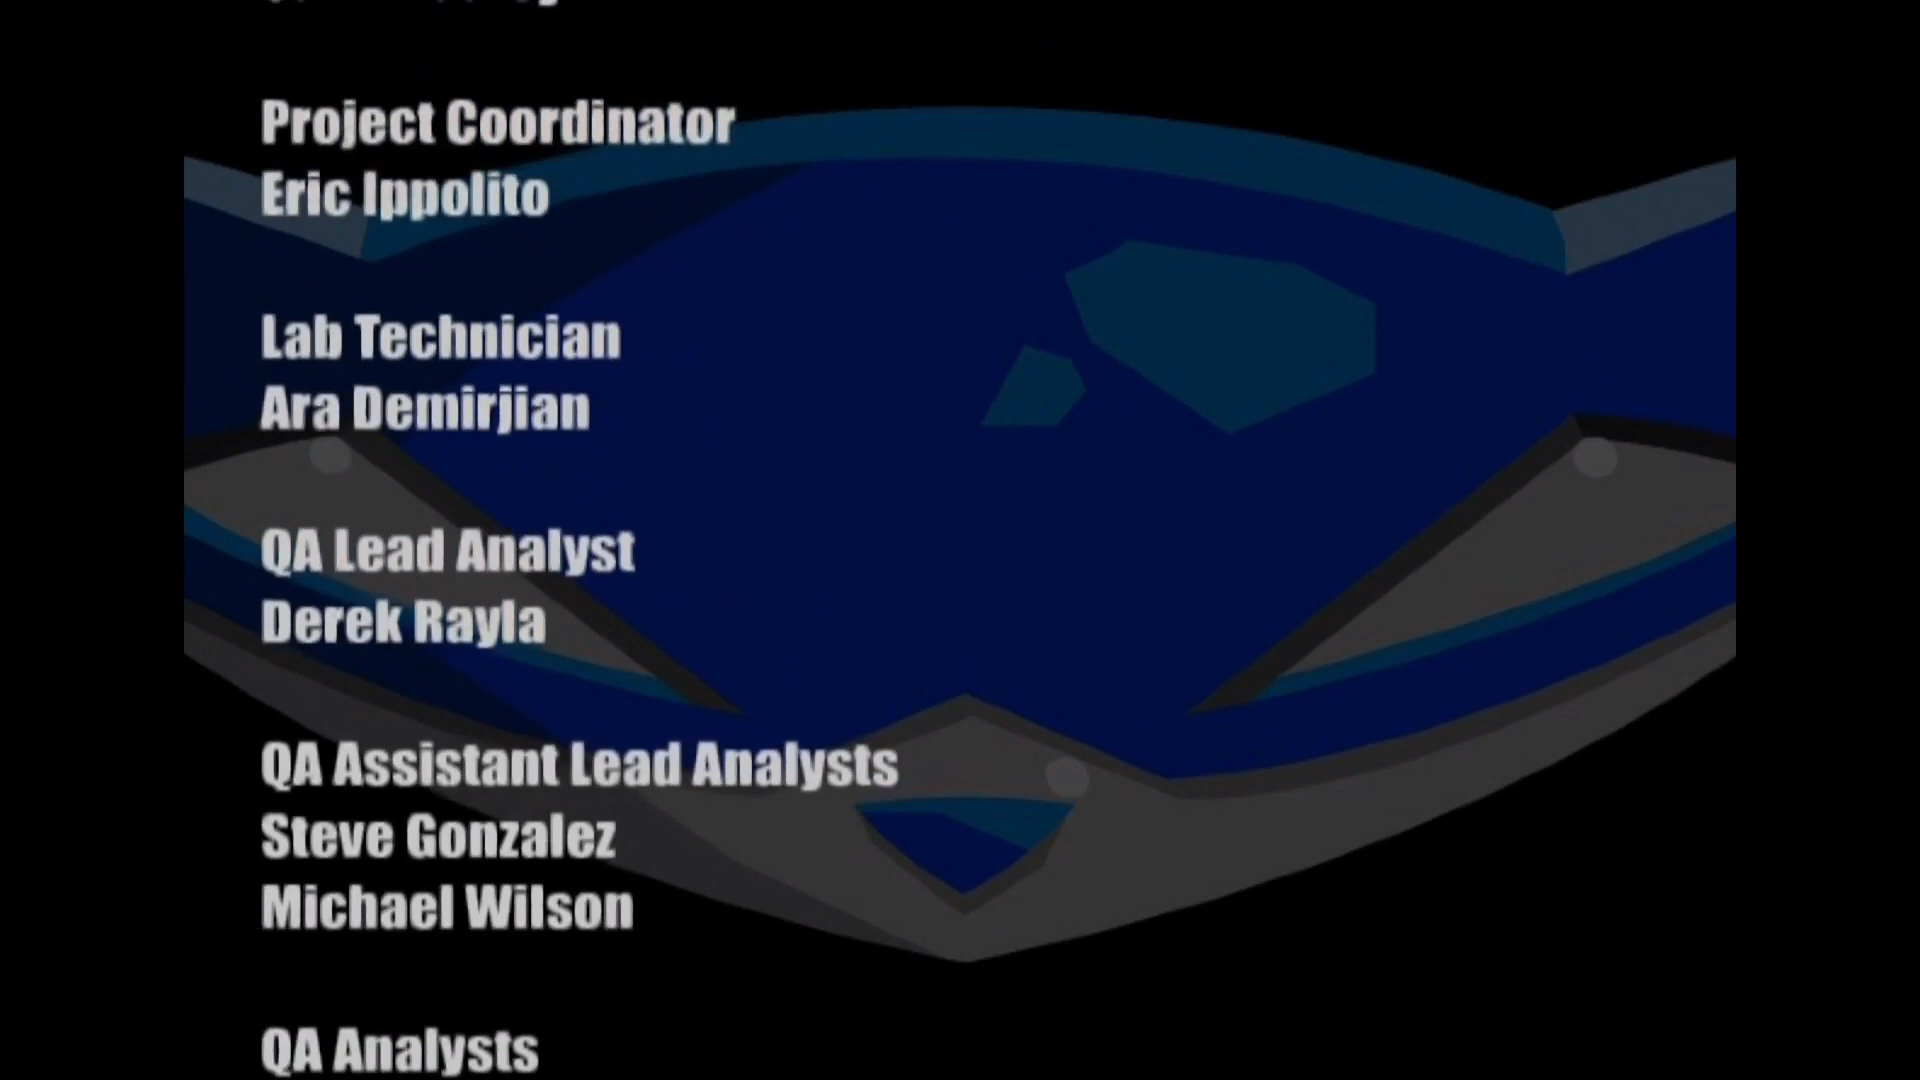 Project Coordinator
Eric Ippolito
Lab Technician
Ara Demirjian
QA Lead Analyst
Derek Rayla
QA Assistant Lead Analysts
Steve Gonzalez
Michael Wilson
QA Analysts